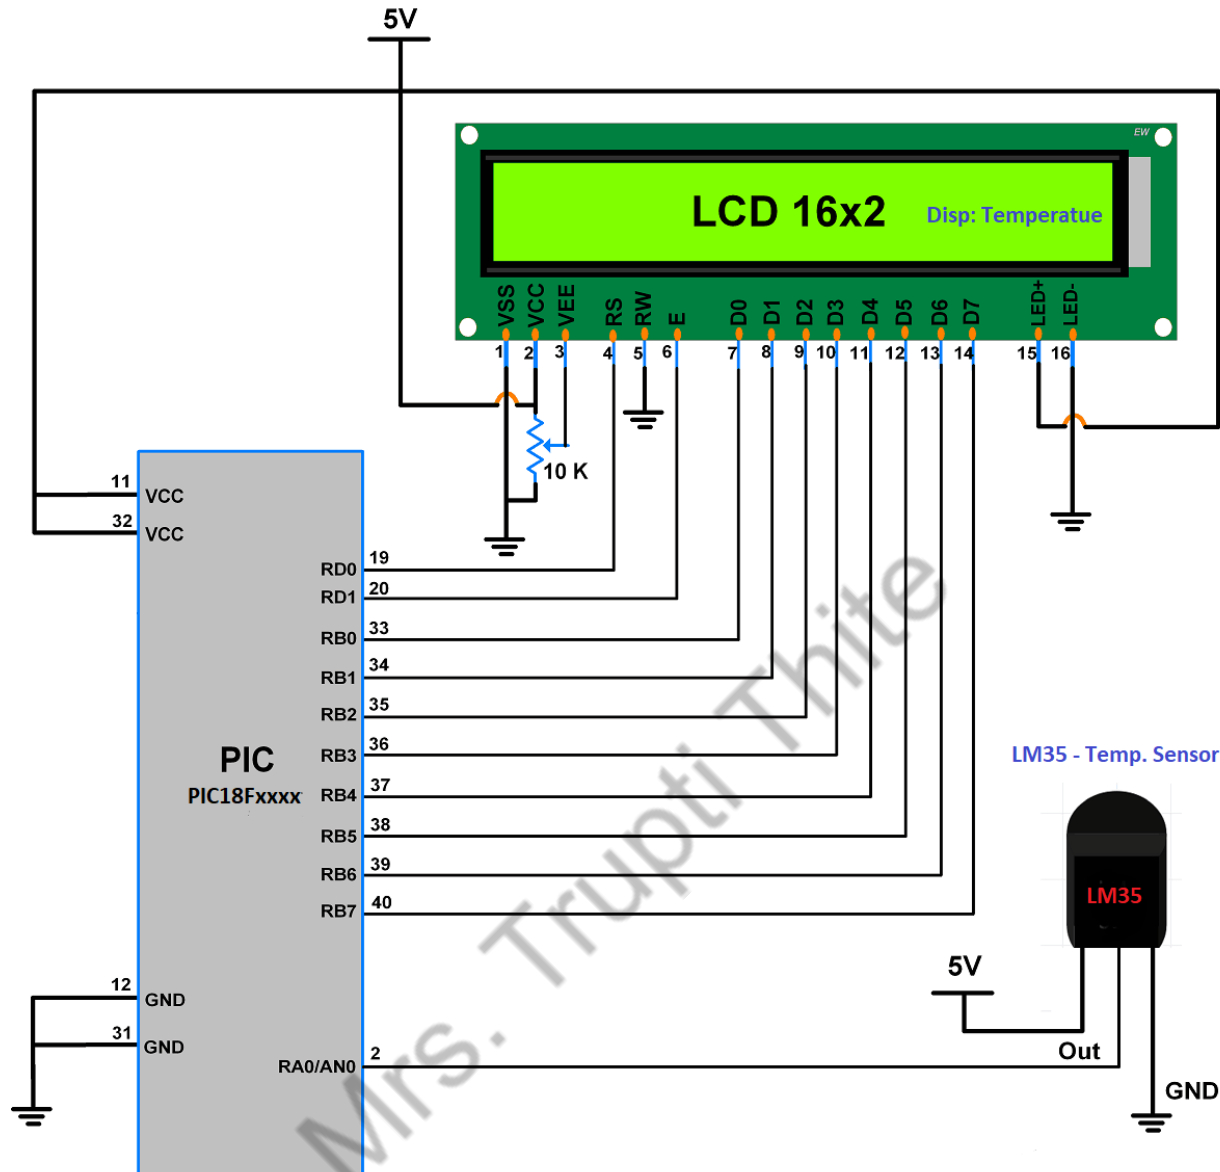 5V
EW
LCD 16x2 Disp: Temperatue
VSS VCC VEE RS RW E D0 D1 D2 D3 D4 D5 D6 D7 LED+ LED-
1 2 3 4 5 6 7 8 9 10 11 12 13 14 15 16
10 K
11 VCC
32 VCC
RD0 19
RD1 20
RB0 33
RB1 34
RB2 35
RB3 36
PIC
PIC18Fxxxx
RB4 37
RB5 38
RB6 39
RB7 40
12 GND
31 GND
RA0/AN0 2
LM35 - Temp. Sensor
LM35
5V
Out
GND
Mrs. Trupti Thite